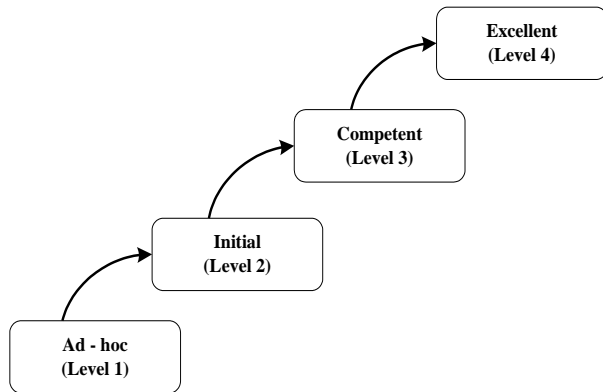 Excellent
(Level 4)
Competent
(Level 3)
Initial
(Level 2)
Ad - hoc
(Level 1)